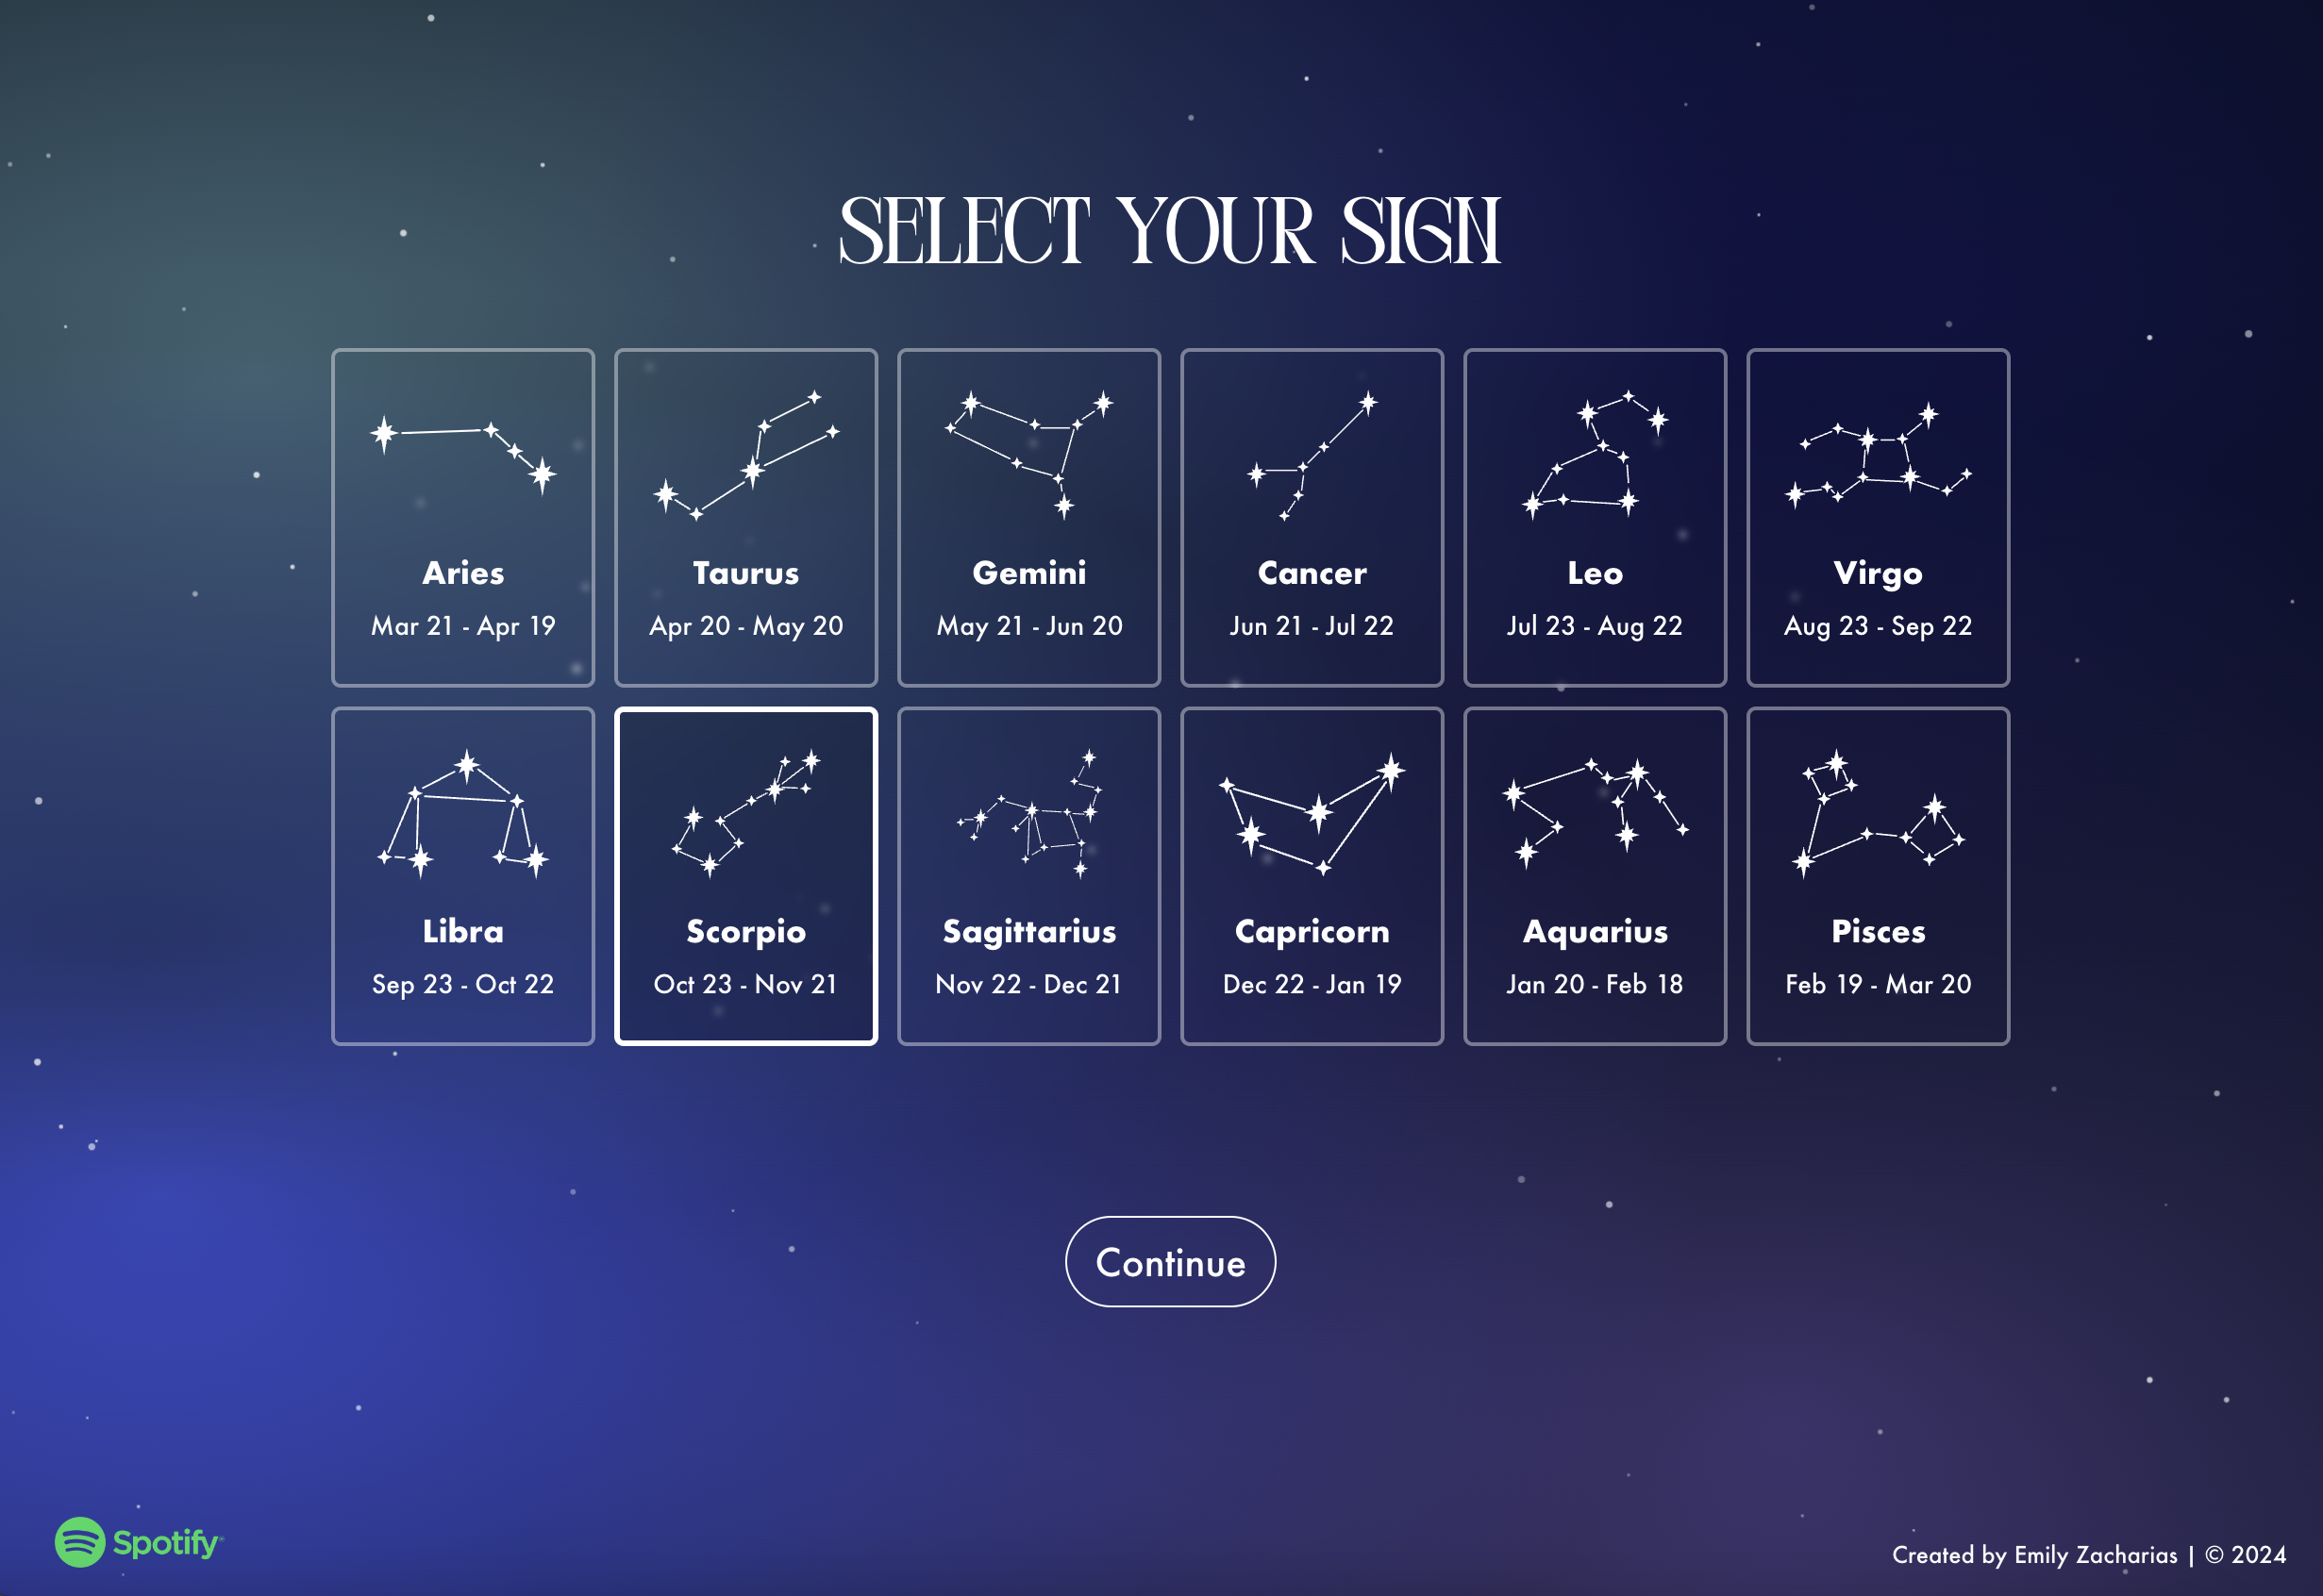 SELECT YOUR SIGN
Aries
Mar 21 - Apr 19
Taurus
Apr 20 - May 20
Gemini
May 21 - Jun 20
Cancer
Jun 21 - Jul 22
Leo
Jul 23 - Aug 22
Virgo
Aug 23 - Sep 22
Libra
Sep 23 - Oct 22
Scorpio
Oct 23 - Nov 21
Sagittarius
Nov 22 - Dec 21
Capricorn
Dec 22 - Jan 19
Aquarius
Jan 20 - Feb 18
Pisces
Feb 19 - Mar 20
Continue
Spotify
Created by Emily Zacharias | © 2024